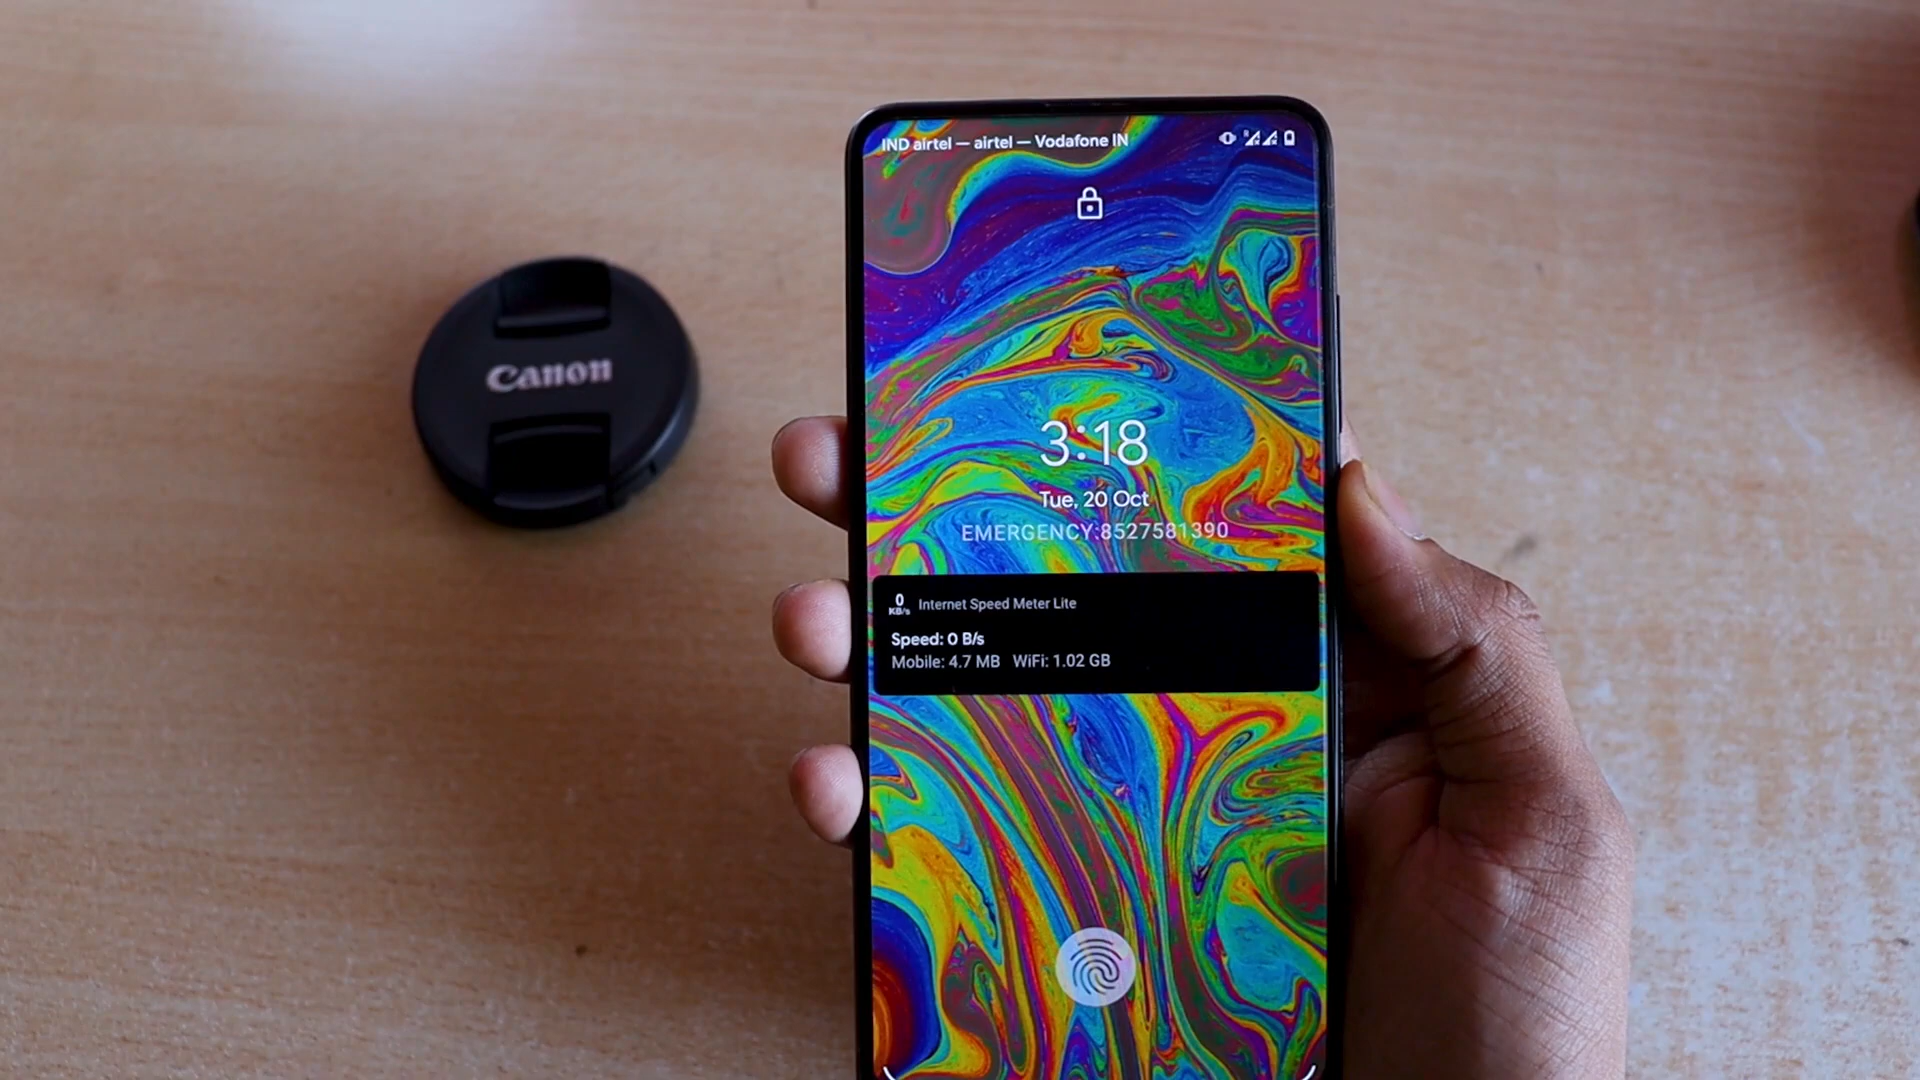 Canon
IND airtel — airtel — Vodafone IN
3:18
Tue, 20 Oct
EMERGENCY:8527581390
0
KB/s
Internet Speed Meter Lite
Speed: 0 B/s
Mobile: 4.7 MB WiFi: 1.02 GB